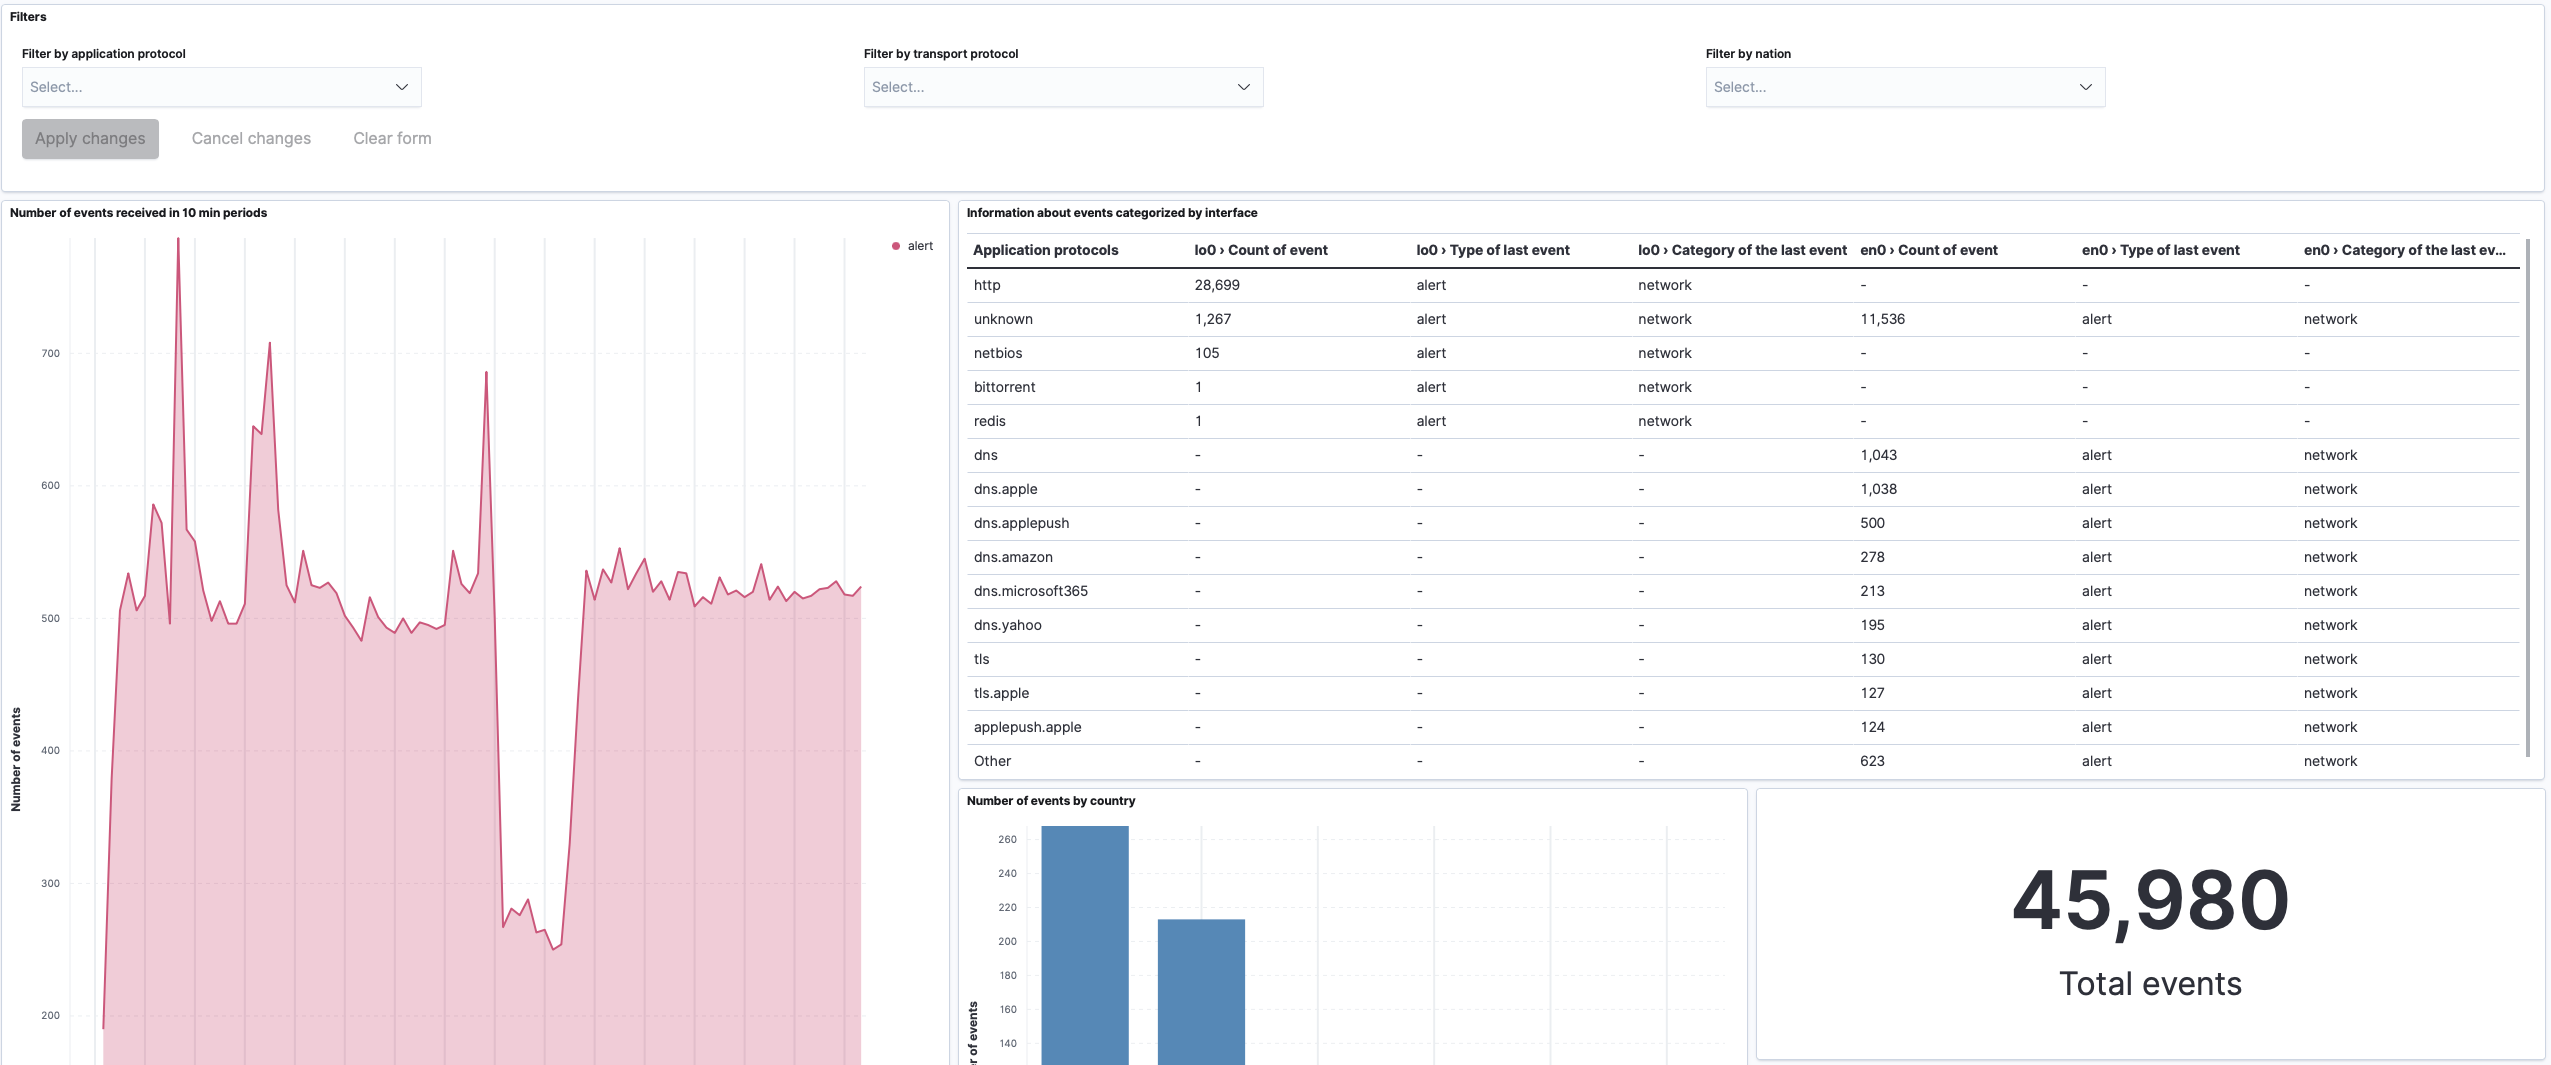 Filters
Filter by application protocol Filter by transport protocol Filter by nation
Select... Select... Select...
Apply changes Cancel changes Clear form
Number of events received in 10 min periods
alert
700
600
500
400
300
200
Number of events
Information about events categorized by interface
Application protocols lo0 › Count of event lo0 › Type of last event lo0 › Category of the last event en0 › Count of event en0 › Type of last event en0 › Category of the last ev...
http 28,699 alert network - - -
unknown 1,267 alert network 11,536 alert network
netbios 105 alert network - - -
bittorrent 1 alert network - - -
redis 1 alert network - - -
dns - - - 1,043 alert network
dns.apple - - - 1,038 alert network
dns.applepush - - - 500 alert network
dns.amazon - - - 278 alert network
dns.microsoft365 - - - 213 alert network
dns.yahoo - - - 195 alert network
tls - - - 130 alert network
tls.apple - - - 127 alert network
applepush.apple - - - 124 alert network
Other - - - 623 alert network
Number of events by country
260
240
220
200
180
160
140
r of events
45,980
Total events